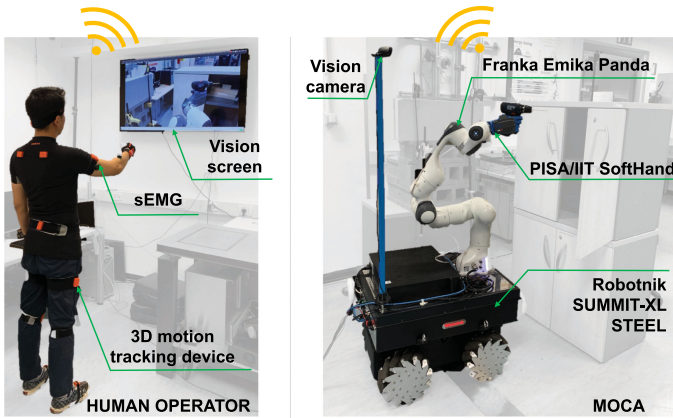 Vision
screen
sEMG
3D motion
tracking device
HUMAN OPERATOR
Vision
camera
Franka Emika Panda
PISA/IIT SoftHand
Robotnik
SUMMIT-XL
STEEL
MOCA